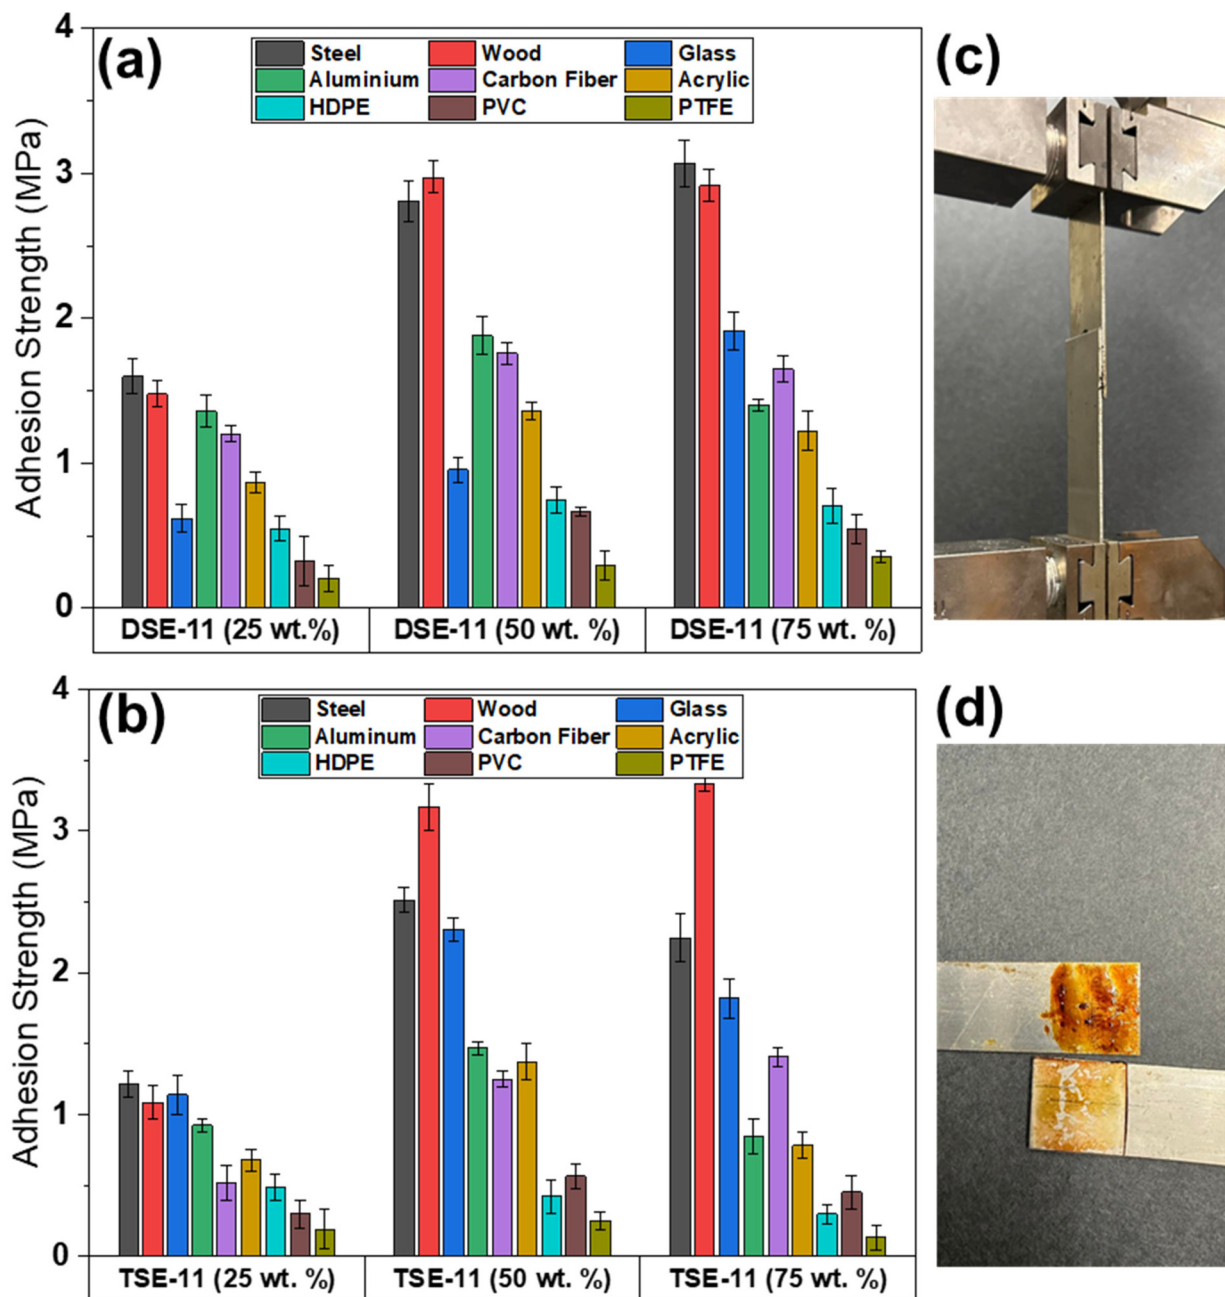 (a)
4
3
2
1
0
Adhesion Strength (MPa)
Steel Wood Glass
Aluminium Carbon Fiber Acrylic
HDPE PVC PTFE
DSE-11 (25 wt.%) DSE-11 (50 wt. %) DSE-11 (75 wt. %)
(c)
(b)
4
3
2
1
0
Adhesion Strength (MPa)
Steel Wood Glass
Aluminum Carbon Fiber Acrylic
HDPE PVC PTFE
TSE-11 (25 wt. %) TSE-11 (50 wt. %) TSE-11 (75 wt. %)
(d)